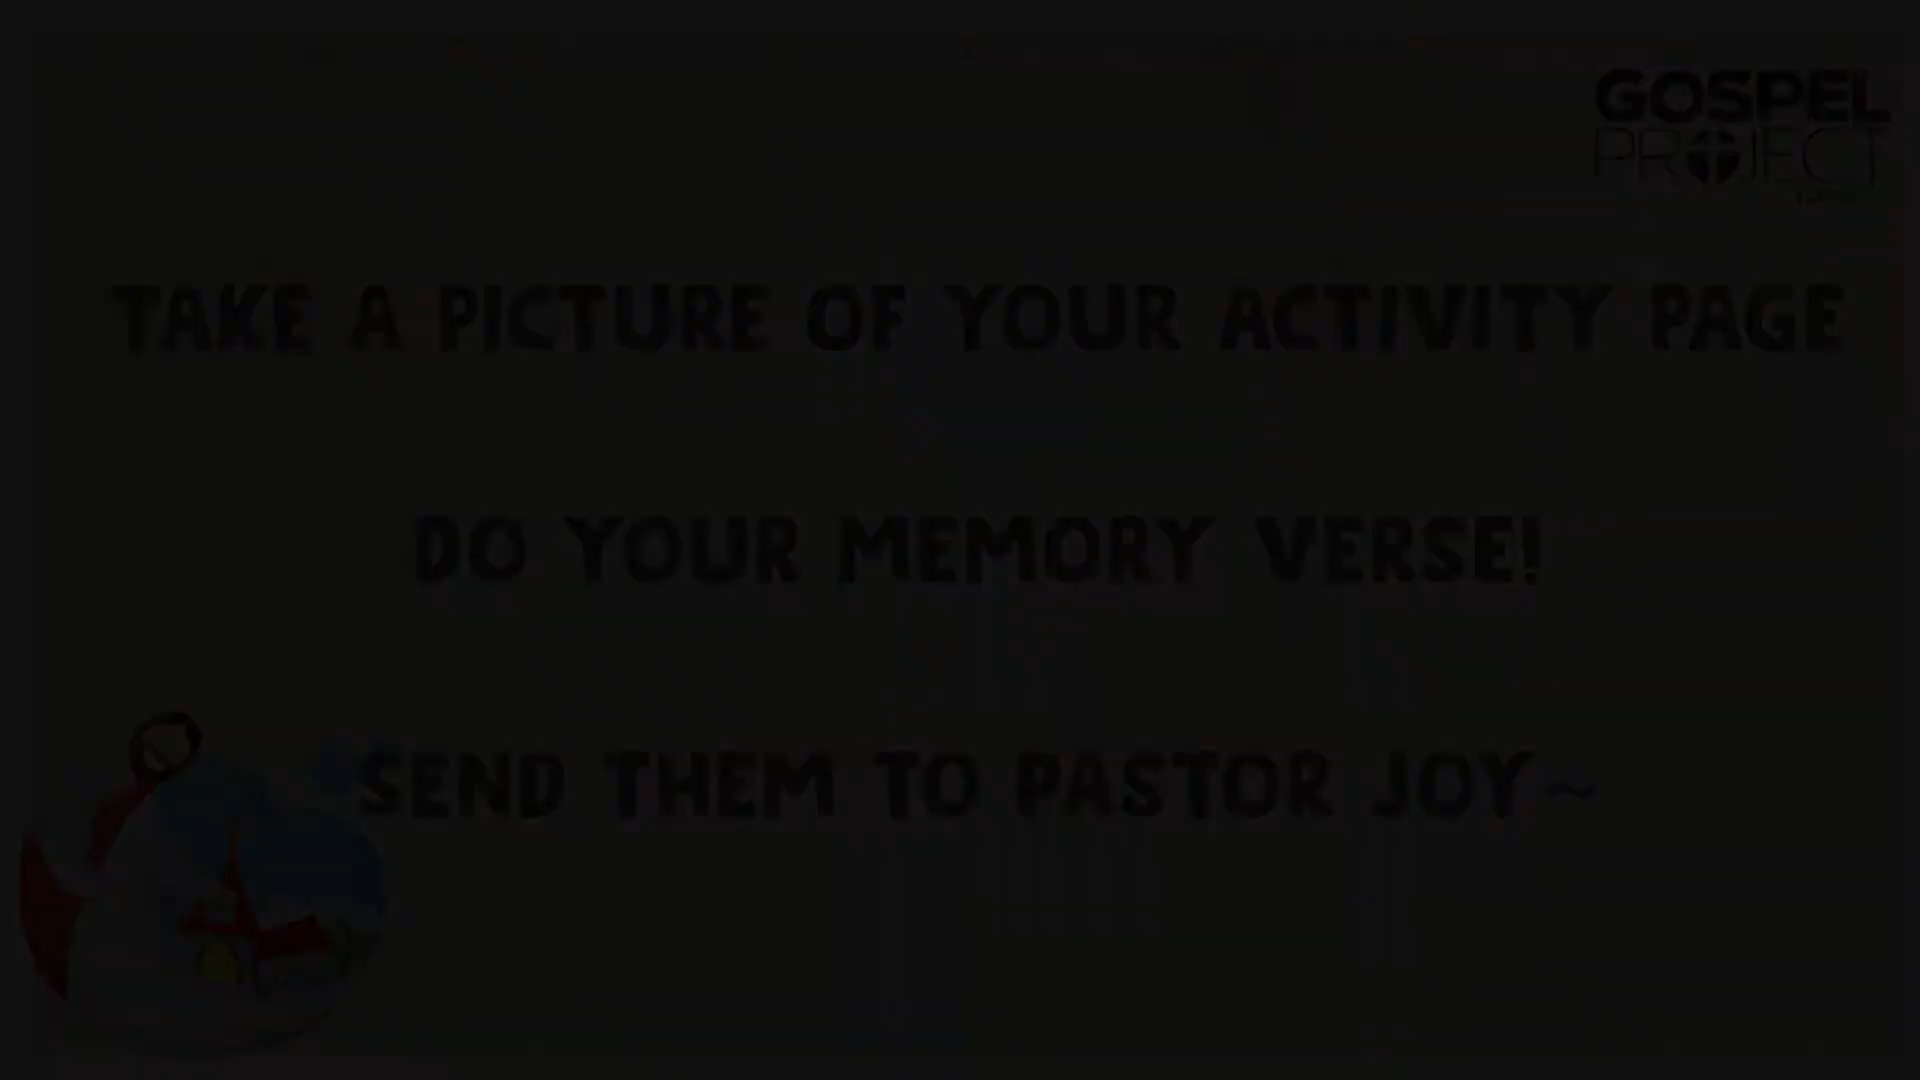 GOSPEL
PROJECT
TAKE A PICTURE OF YOUR ACTIVITY PAGE
DO YOUR MEMORY VERSE!
SEND THEM TO PASTOR JOY~